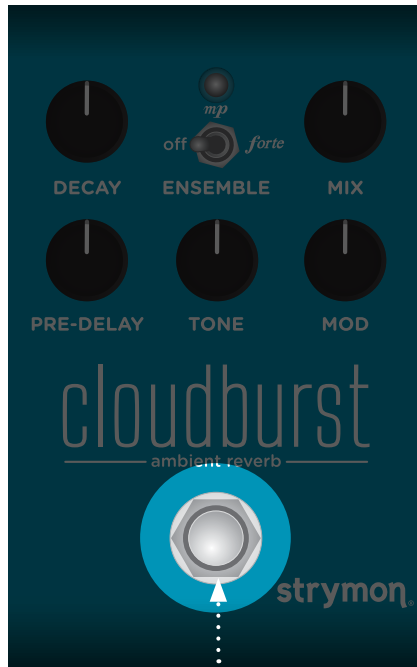 mp
off forte
DECAY ENSEMBLE MIX
PRE-DELAY TONE MOD
cloudburst
ambient reverb
strymon®